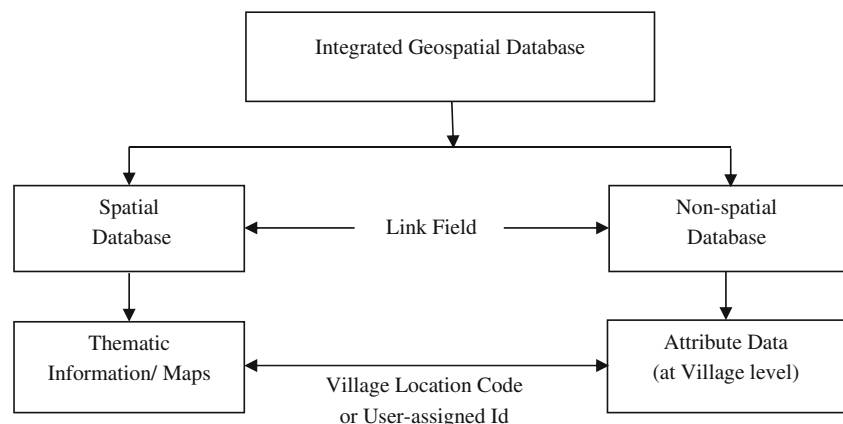 Integrated Geospatial Database
Spatial
Database
Link Field
Non-spatial
Database
Thematic
Information/ Maps
Village Location Code
or User-assigned Id
Attribute Data
(at Village level)